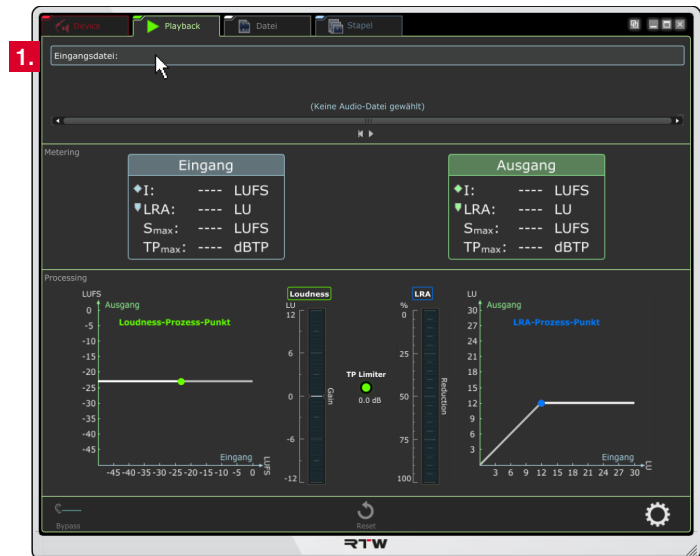 Device Playback Datei Stapel
1.
Eingangsdatei:
(Keine Audio-Datei gewählt)
Metering
Eingang
I: ---- LUFS
LRA: ---- LU
Smax: ---- LUFS
TPmax: ---- dBTP
Ausgang
I: ---- LUFS
LRA: ---- LU
Smax: ---- LUFS
TPmax: ---- dBTP
Processing
LUFS
Ausgang
Loudness-Prozess-Punkt
0
-5
-10
-15
-20
-25
-30
-35
-40
-45
Eingang
LUFS
-45 -40 -35 -30 -25 -20 -15 -10 -5 0
Loudness
LU
12
6
0
-6
-12
Gain
TP Limiter
0.0 dB
LRA
%
0
25
50
75
100
Reduction
LU
Ausgang
LRA-Prozess-Punkt
30
27
24
21
18
15
12
9
6
3
Eingang
LU
3 6 9 12 15 18 21 24 27 30
Bypass
Reset
RTW